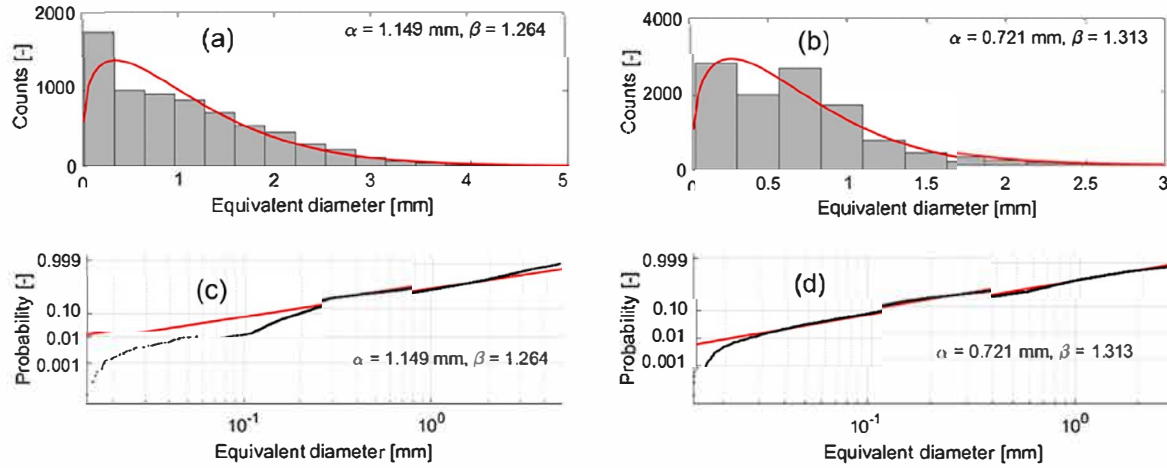 (a)
α = 1.149 mm, β = 1.264
Counts [-]
2000
1000
0
0 1 2 3 4 5
Equivalent diameter [mm]
(b)
α = 0.721 mm, β = 1.313
Counts [-]
4000
2000
0
0 0.5 1 1.5 2 2.5 3
Equivalent diameter [mm]
(c)
Probability [-]
0.999
0.10
0.01
0.001
α = 1.149 mm, β = 1.264
10⁻¹ 10⁰
Equivalent diameter [mm]
(d)
Probability [-]
0.999
0.10
0.01
0.001
α = 0.721 mm, β = 1.313
10⁻¹ 10⁰
Equivalent diameter [mm]